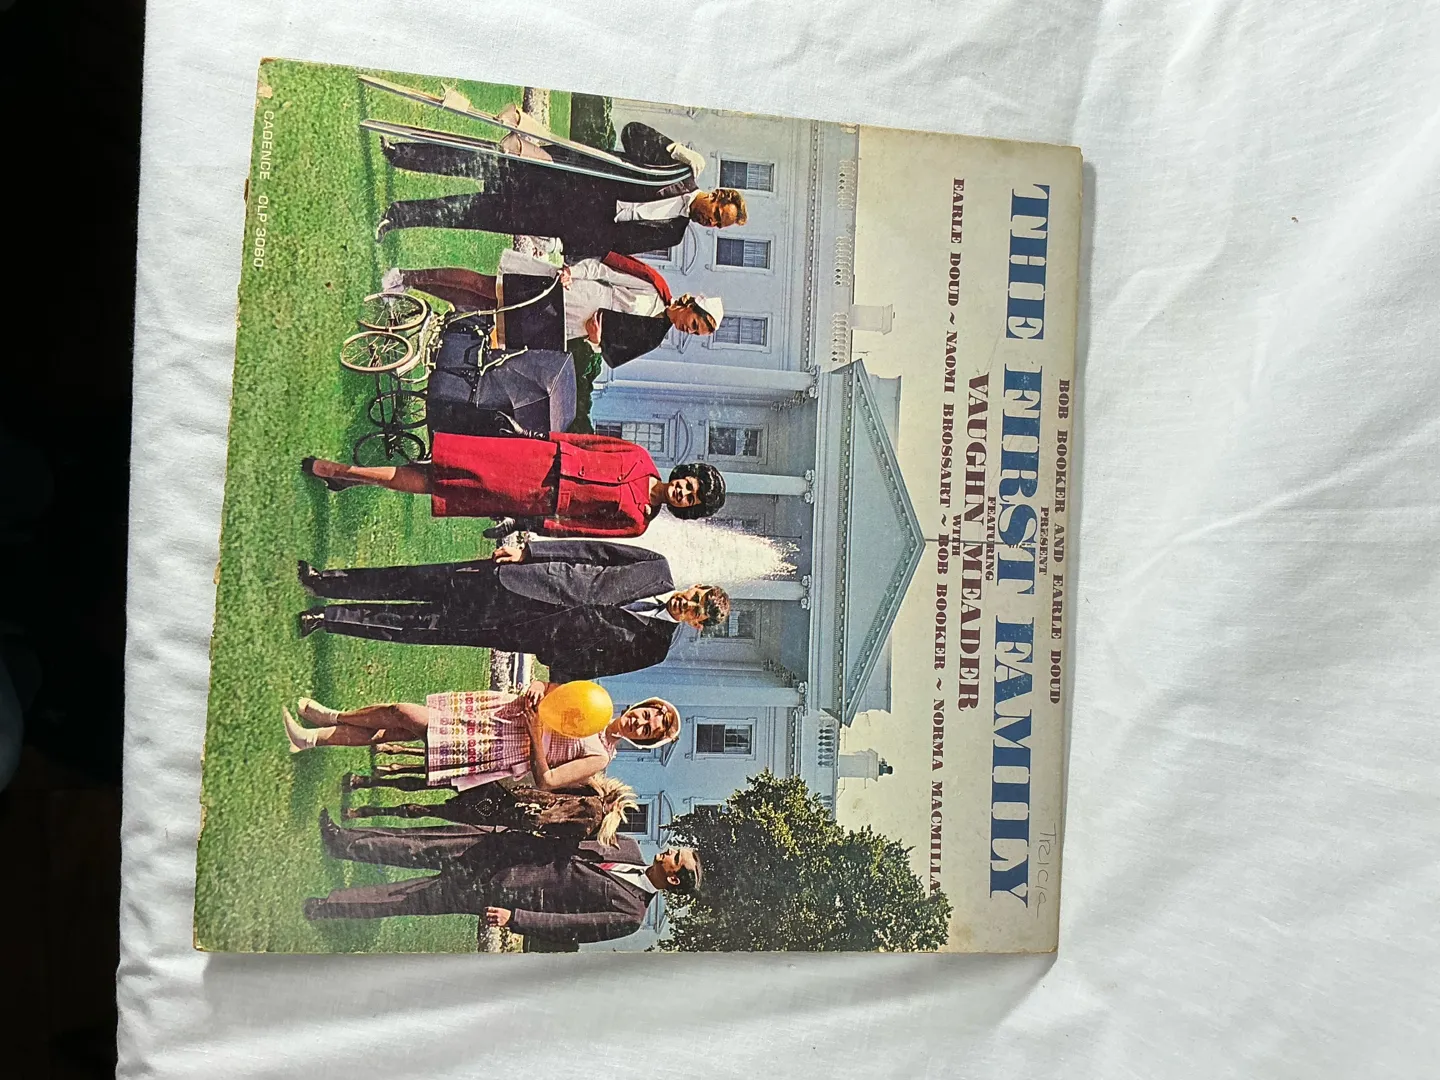 BOB BOOKER AND EARLE DOUD
PRESENT
THE FIRST FAMILY
FEATURING
VAUGHN MEADER
WITH
EARLE DOUD ~ NAOMI BROSSART ~ BOB BOOKER ~ NORMA MACMILLAN
Tricia
CADENCE CLP 3060